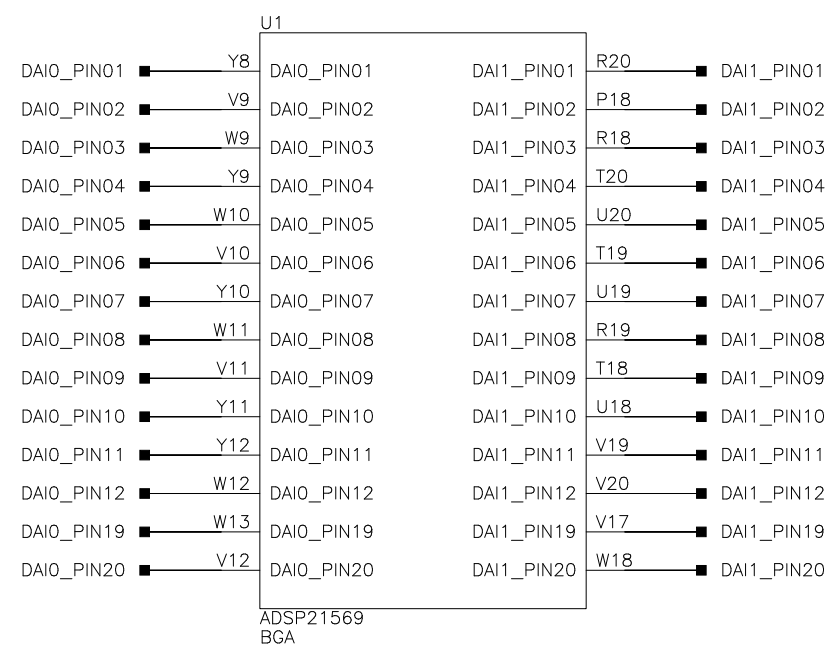 U1
DAI0_PIN01 Y8 DAI0_PIN01 DAI1_PIN01 R20 DAI1_PIN01
DAI0_PIN02 V9 DAI0_PIN02 DAI1_PIN02 P18 DAI1_PIN02
DAI0_PIN03 W9 DAI0_PIN03 DAI1_PIN03 R18 DAI1_PIN03
DAI0_PIN04 Y9 DAI0_PIN04 DAI1_PIN04 T20 DAI1_PIN04
DAI0_PIN05 W10 DAI0_PIN05 DAI1_PIN05 U20 DAI1_PIN05
DAI0_PIN06 V10 DAI0_PIN06 DAI1_PIN06 T19 DAI1_PIN06
DAI0_PIN07 Y10 DAI0_PIN07 DAI1_PIN07 U19 DAI1_PIN07
DAI0_PIN08 W11 DAI0_PIN08 DAI1_PIN08 R19 DAI1_PIN08
DAI0_PIN09 V11 DAI0_PIN09 DAI1_PIN09 T18 DAI1_PIN09
DAI0_PIN10 Y11 DAI0_PIN10 DAI1_PIN10 U18 DAI1_PIN10
DAI0_PIN11 Y12 DAI0_PIN11 DAI1_PIN11 V19 DAI1_PIN11
DAI0_PIN12 W12 DAI0_PIN12 DAI1_PIN12 V20 DAI1_PIN12
DAI0_PIN19 W13 DAI0_PIN19 DAI1_PIN19 V17 DAI1_PIN19
DAI0_PIN20 V12 DAI0_PIN20 DAI1_PIN20 W18 DAI1_PIN20
ADSP21569
BGA